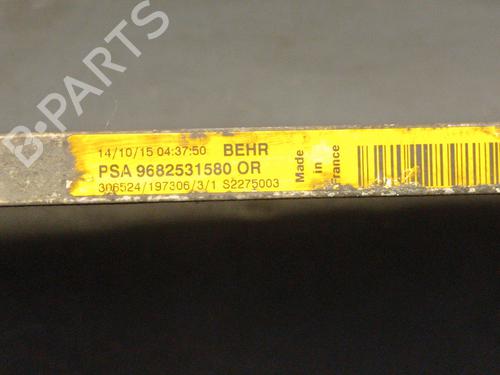 B-PARTS
14/10/15 04:37:50 BEHR
PSA 9682531580 OR
306524/197306/3/1 S2275003
Made
in
France